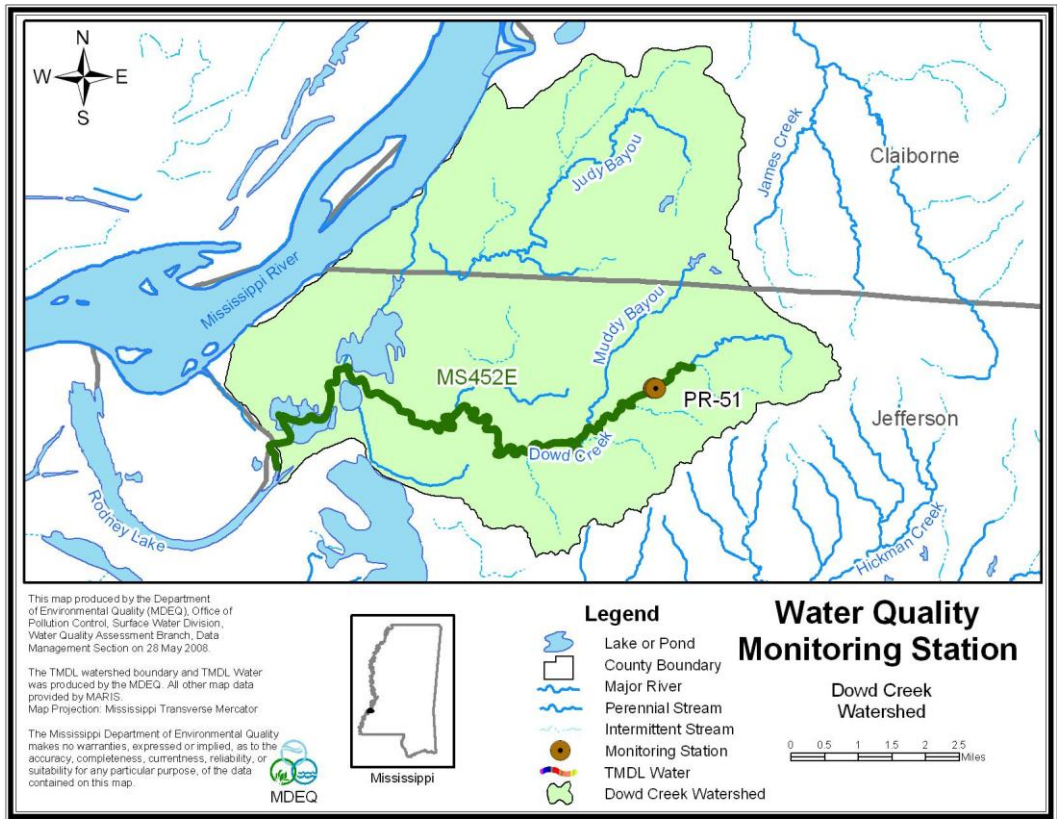 N
W E
S
Judy Bayou
James Creek
Claiborne
Mississippi River
Muddy Bayou
MS452E
PR-51
Dowd Creek
Jefferson
Rodney Lake
Hickman Creek
This map produced by the Department
of Environmental Quality (MDEQ), Office of
Pollution Control, Surface Water Division,
Water Quality Assessment Branch, Data
Management Section on 28 May 2008.
The TMDL watershed boundary and TMDL Water
was produced by the MDEQ. All other map data
provided by MARIS.
Map Projection: Mississippi Transverse Mercator
The Mississippi Department of Environmental Quality
makes no warranties, expressed or implied, as to the
accuracy, completeness, currentness, reliability, or
suitability for any particular purpose, of the data
contained on this map.
MDEQ
Mississippi
Legend
Lake or Pond
County Boundary
Major River
Perennial Stream
Intermittent Stream
Monitoring Station
TMDL Water
Dowd Creek Watershed
Water Quality
Monitoring Station
Dowd Creek
Watershed
0 0.5 1 1.5 2 2.5
Miles